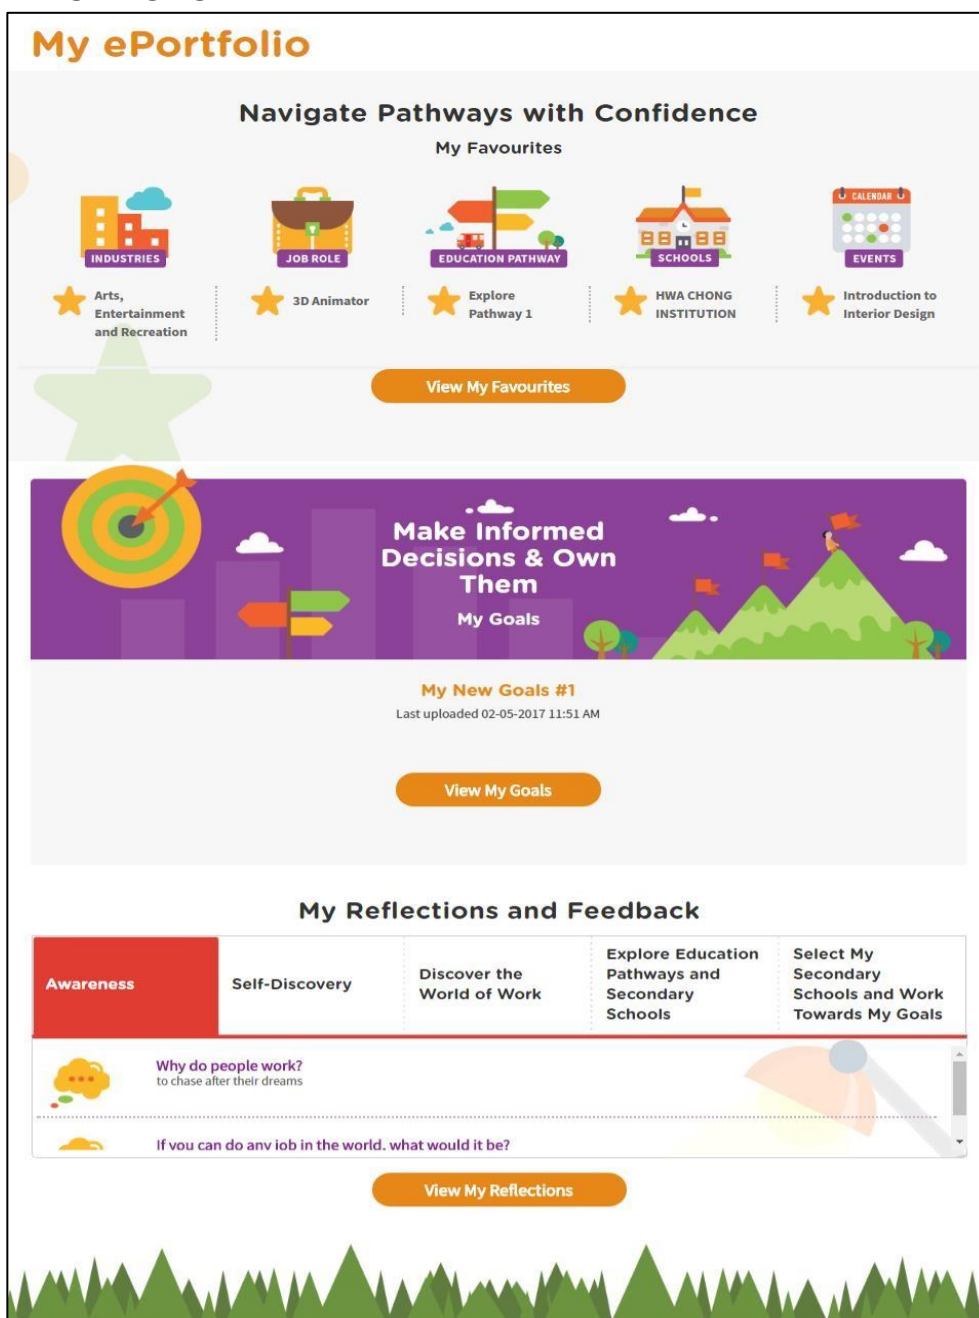 My ePortfolio
Navigate Pathways with Confidence
My Favourites
CALENDAR
INDUSTRIES
JOB ROLE
EDUCATION PATHWAY
SCHOOLS
EVENTS
Arts,
Entertainment
and Recreation
3D Animator
Explore
Pathway 1
HWA CHONG
INSTITUTION
Introduction to
Interior Design
View My Favourites
Make Informed
Decisions & Own
Them
My Goals
My New Goals #1
Last uploaded 02-05-2017 11:51 AM
View My Goals
My Reflections and Feedback
Awareness
Self-Discovery
Discover the
World of Work
Explore Education
Pathways and
Secondary
Schools
Select My
Secondary
Schools and Work
Towards My Goals
Why do people work?
to chase after their dreams
If you can do any job in the world, what would it be?
View My Reflections